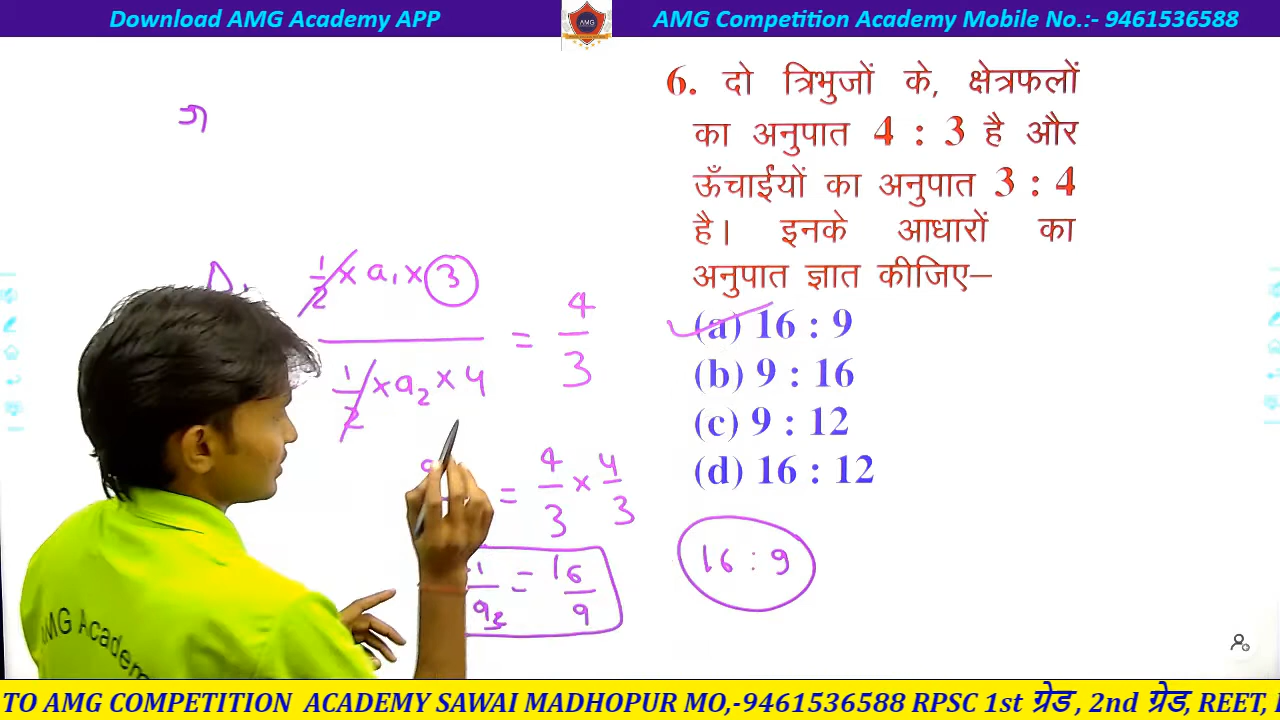 Download AMG Academy APP
AMG
AMG Competition Academy Mobile No.:- 9461536588
6. दो त्रिभुजों के, क्षेत्रफलों
का अनुपात 4 : 3 है और
ऊँचाईयों का अनुपात 3 : 4
है। इनके आधारों का
अनुपात ज्ञात कीजिए–
(a) 16 : 9
(b) 9 : 16
(c) 9 : 12
(d) 16 : 12
1/2 × a₁ × 3
= 4/3
1/2 × a₂ × 4
= 4/3 × 4/3
= 16/9
16 : 9
AMG Academy
TO AMG COMPETITION ACADEMY SAWAI MADHOPUR MO,-9461536588 RPSC 1st ग्रेड , 2nd ग्रेड, REET,